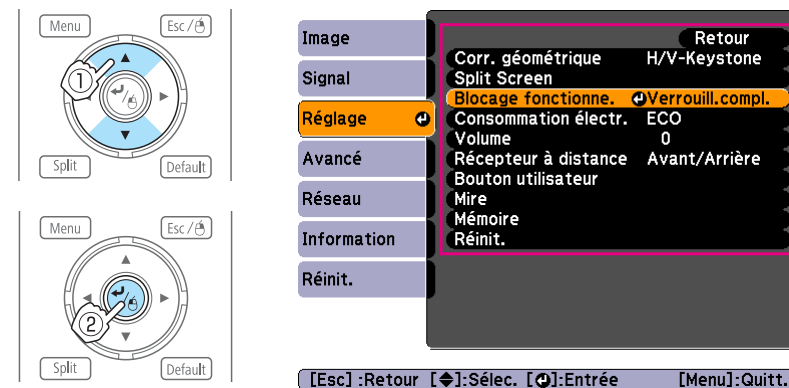 Menu
Esc/
1
Split
Default
Menu
Esc/
2
Split
Default
Image
Signal
Réglage
Avancé
Réseau
Information
Réinit.
Retour
Corr. géométrique H/V-Keystone
Split Screen
Blocage fonctionne. Verrouill.compl.
Consommation électr. ECO
Volume 0
Récepteur à distance Avant/Arrière
Bouton utilisateur
Mire
Mémoire
Réinit.
[Esc] :Retour [◆]:Sélec. [⏎]:Entrée [Menu]:Quitt.